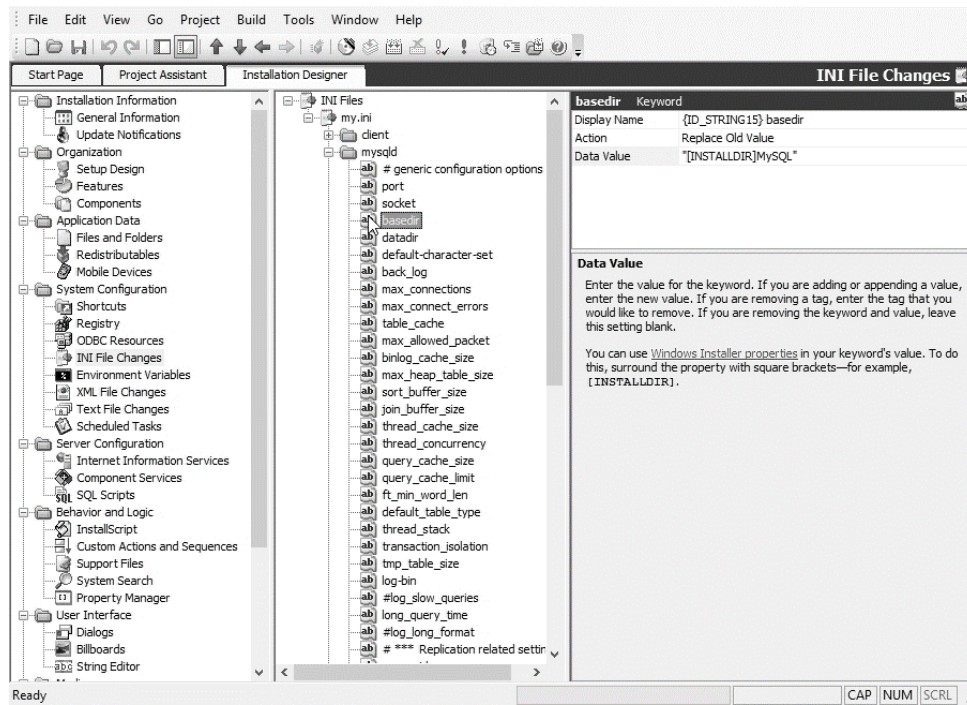 File Edit View Go Project Build Tools Window Help
Start Page Project Assistant Installation Designer INI File Changes
Installation Information
General Information
Update Notifications
Organization
Setup Design
Features
Components
Application Data
Files and Folders
Redistributables
Mobile Devices
System Configuration
Shortcuts
Registry
ODBC Resources
INI File Changes
Environment Variables
XML File Changes
Text File Changes
Scheduled Tasks
Server Configuration
Internet Information Services
Component Services
SQL Scripts
Behavior and Logic
InstallScript
Custom Actions and Sequences
Support Files
System Search
Property Manager
User Interface
Dialogs
Billboards
String Editor
INI Files
my.ini
client
mysqld
# generic configuration options
port
socket
basedir
datadir
default-character-set
back_log
max_connections
max_connect_errors
table_cache
max_allowed_packet
binlog_cache_size
max_heap_table_size
sort_buffer_size
join_buffer_size
thread_cache_size
thread_concurrency
query_cache_size
query_cache_limit
ft_min_word_len
default_table_type
thread_stack
transaction_isolation
tmp_table_size
log-bin
#log_slow_queries
long_query_time
#log_long_format
# *** Replication related settin
basedir Keyword
Display Name {ID_STRING15} basedir
Action Replace Old Value
Data Value "[INSTALLDIR]MySQL"
Data Value
Enter the value for the keyword. If you are adding or appending a value,
enter the new value. If you are removing a tag, enter the tag that you
would like to remove. If you are removing the keyword and value, leave
this setting blank.
You can use Windows Installer properties in your keyword's value. To do
this, surround the property with square brackets—for example,
[INSTALLDIR].
Ready CAP NUM SCRL